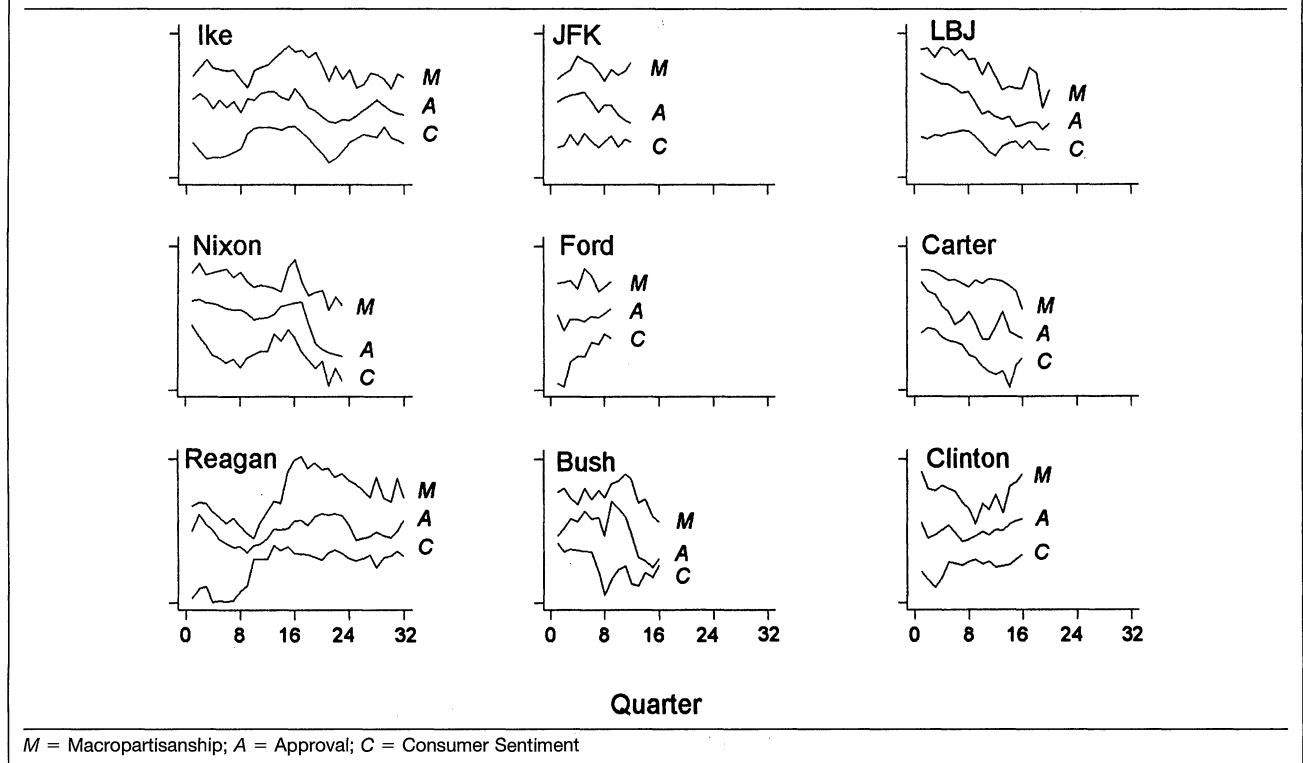 Ike
JFK
LBJ
M
A
C
M
A
C
M
A
C
Nixon
Ford
Carter
M
A
C
M
A
C
M
A
C
Reagan
Bush
Clinton
M
A
C
M
A
C
M
A
C
0 8 16 24 32
0 8 16 24 32
0 8 16 24 32
Quarter
M = Macropartisanship; A = Approval; C = Consumer Sentiment